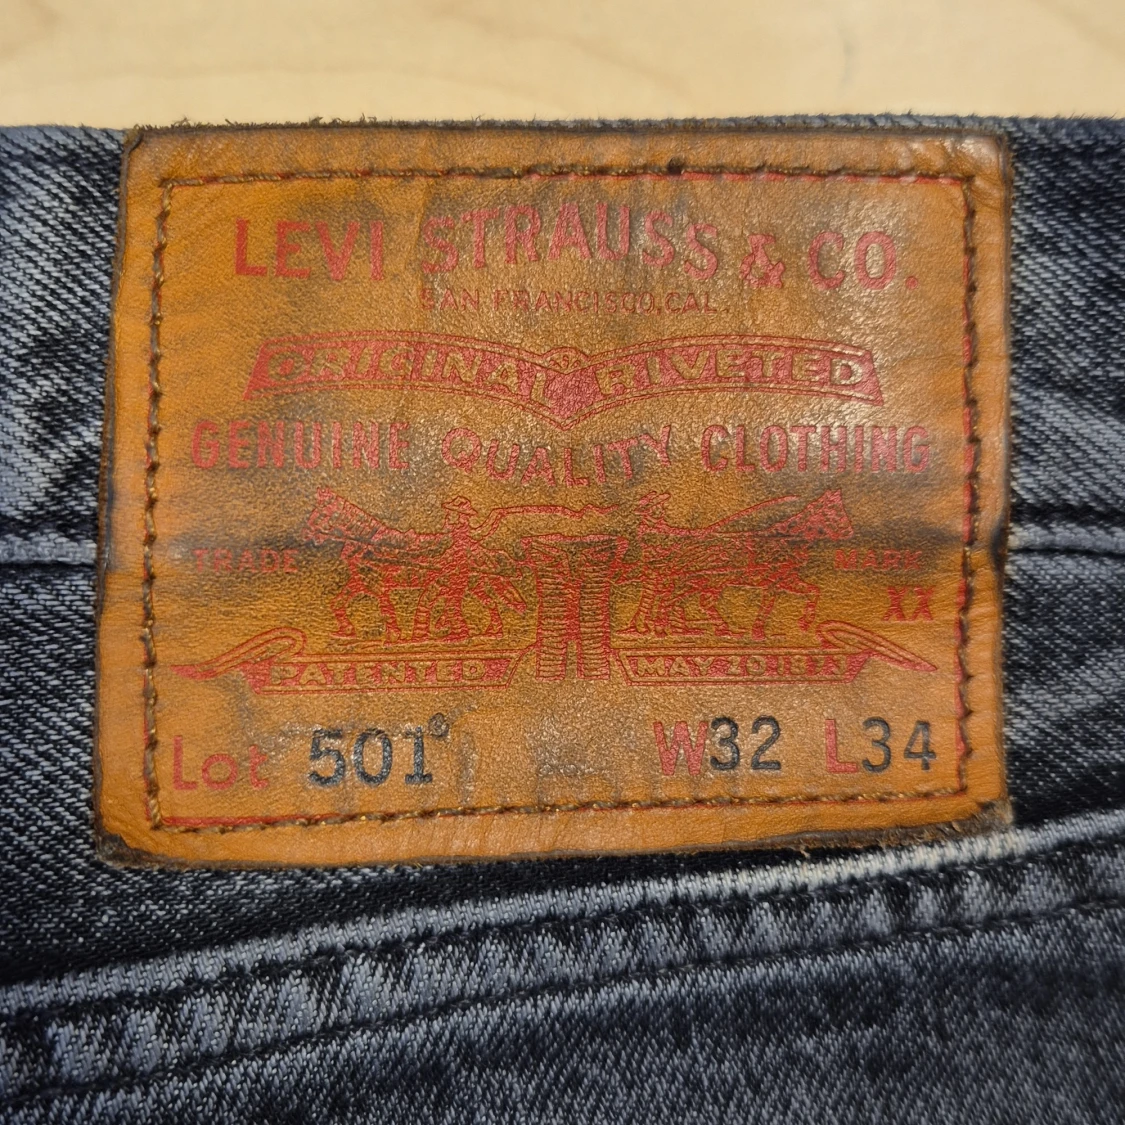 LEVI STRAUSS & CO.
SAN FRANCISCO, CAL.
ORIGINAL RIVETED
GENUINE QUALITY CLOTHING
TRADE MARK
XX
PATENTED MAY 20 1873
Lot 501® W32 L34